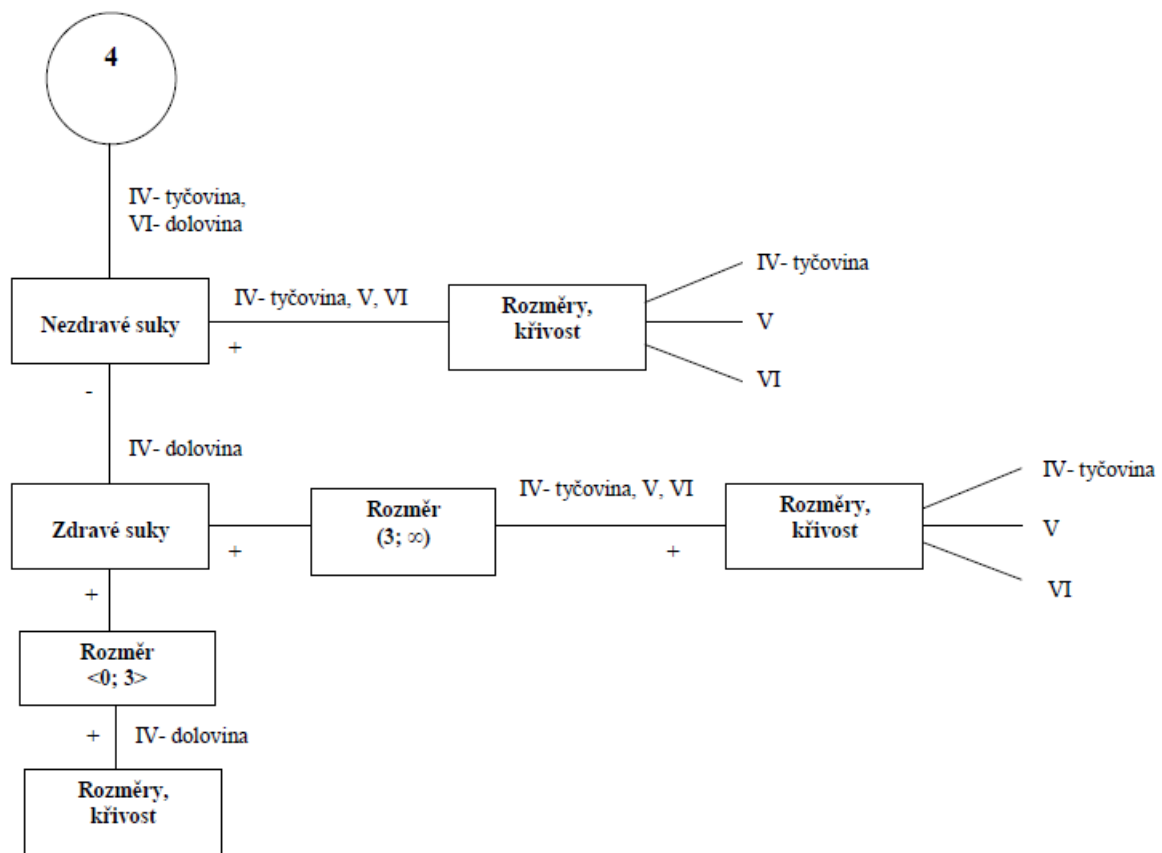 4
IV- tyčovina,
VI- dolovina
Nezdravé suky
+
-
IV- tyčovina, V, VI
Rozměry,
křivost
IV- tyčovina
V
VI
IV- dolovina
Zdravé suky
+
+
Rozměr
(3; ∞)
IV- tyčovina, V, VI
+
Rozměry,
křivost
IV- tyčovina
V
VI
Rozměr
<0; 3>
+
IV- dolovina
Rozměry,
křivost